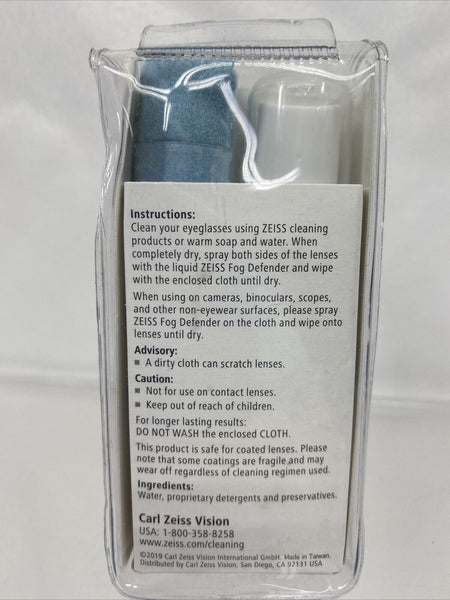 Instructions:
Clean your eyeglasses using ZEISS cleaning
products or warm soap and water. When
completely dry, spray both sides of the lenses
with the liquid ZEISS Fog Defender and wipe
with the enclosed cloth until dry.
When using on cameras, binoculars, scopes,
and other non-eyewear surfaces, please spray
ZEISS Fog Defender on the cloth and wipe onto
lenses until dry.
Advisory:
■ A dirty cloth can scratch lenses.
Caution:
■ Not for use on contact lenses.
■ Keep out of reach of children.
For longer lasting results:
DO NOT WASH the enclosed CLOTH.
This product is safe for coated lenses. Please
note that some coatings are fragile and may
wear off regardless of cleaning regimen used.
Ingredients:
Water, proprietary detergents and preservatives.
Carl Zeiss Vision
USA: 1-800-358-8258
www.zeiss.com/cleaning
©2019 Carl Zeiss Vision International GmbH. Made in Taiwan.
Distributed by Carl Zeiss Vision, San Diego, CA 92131 USA